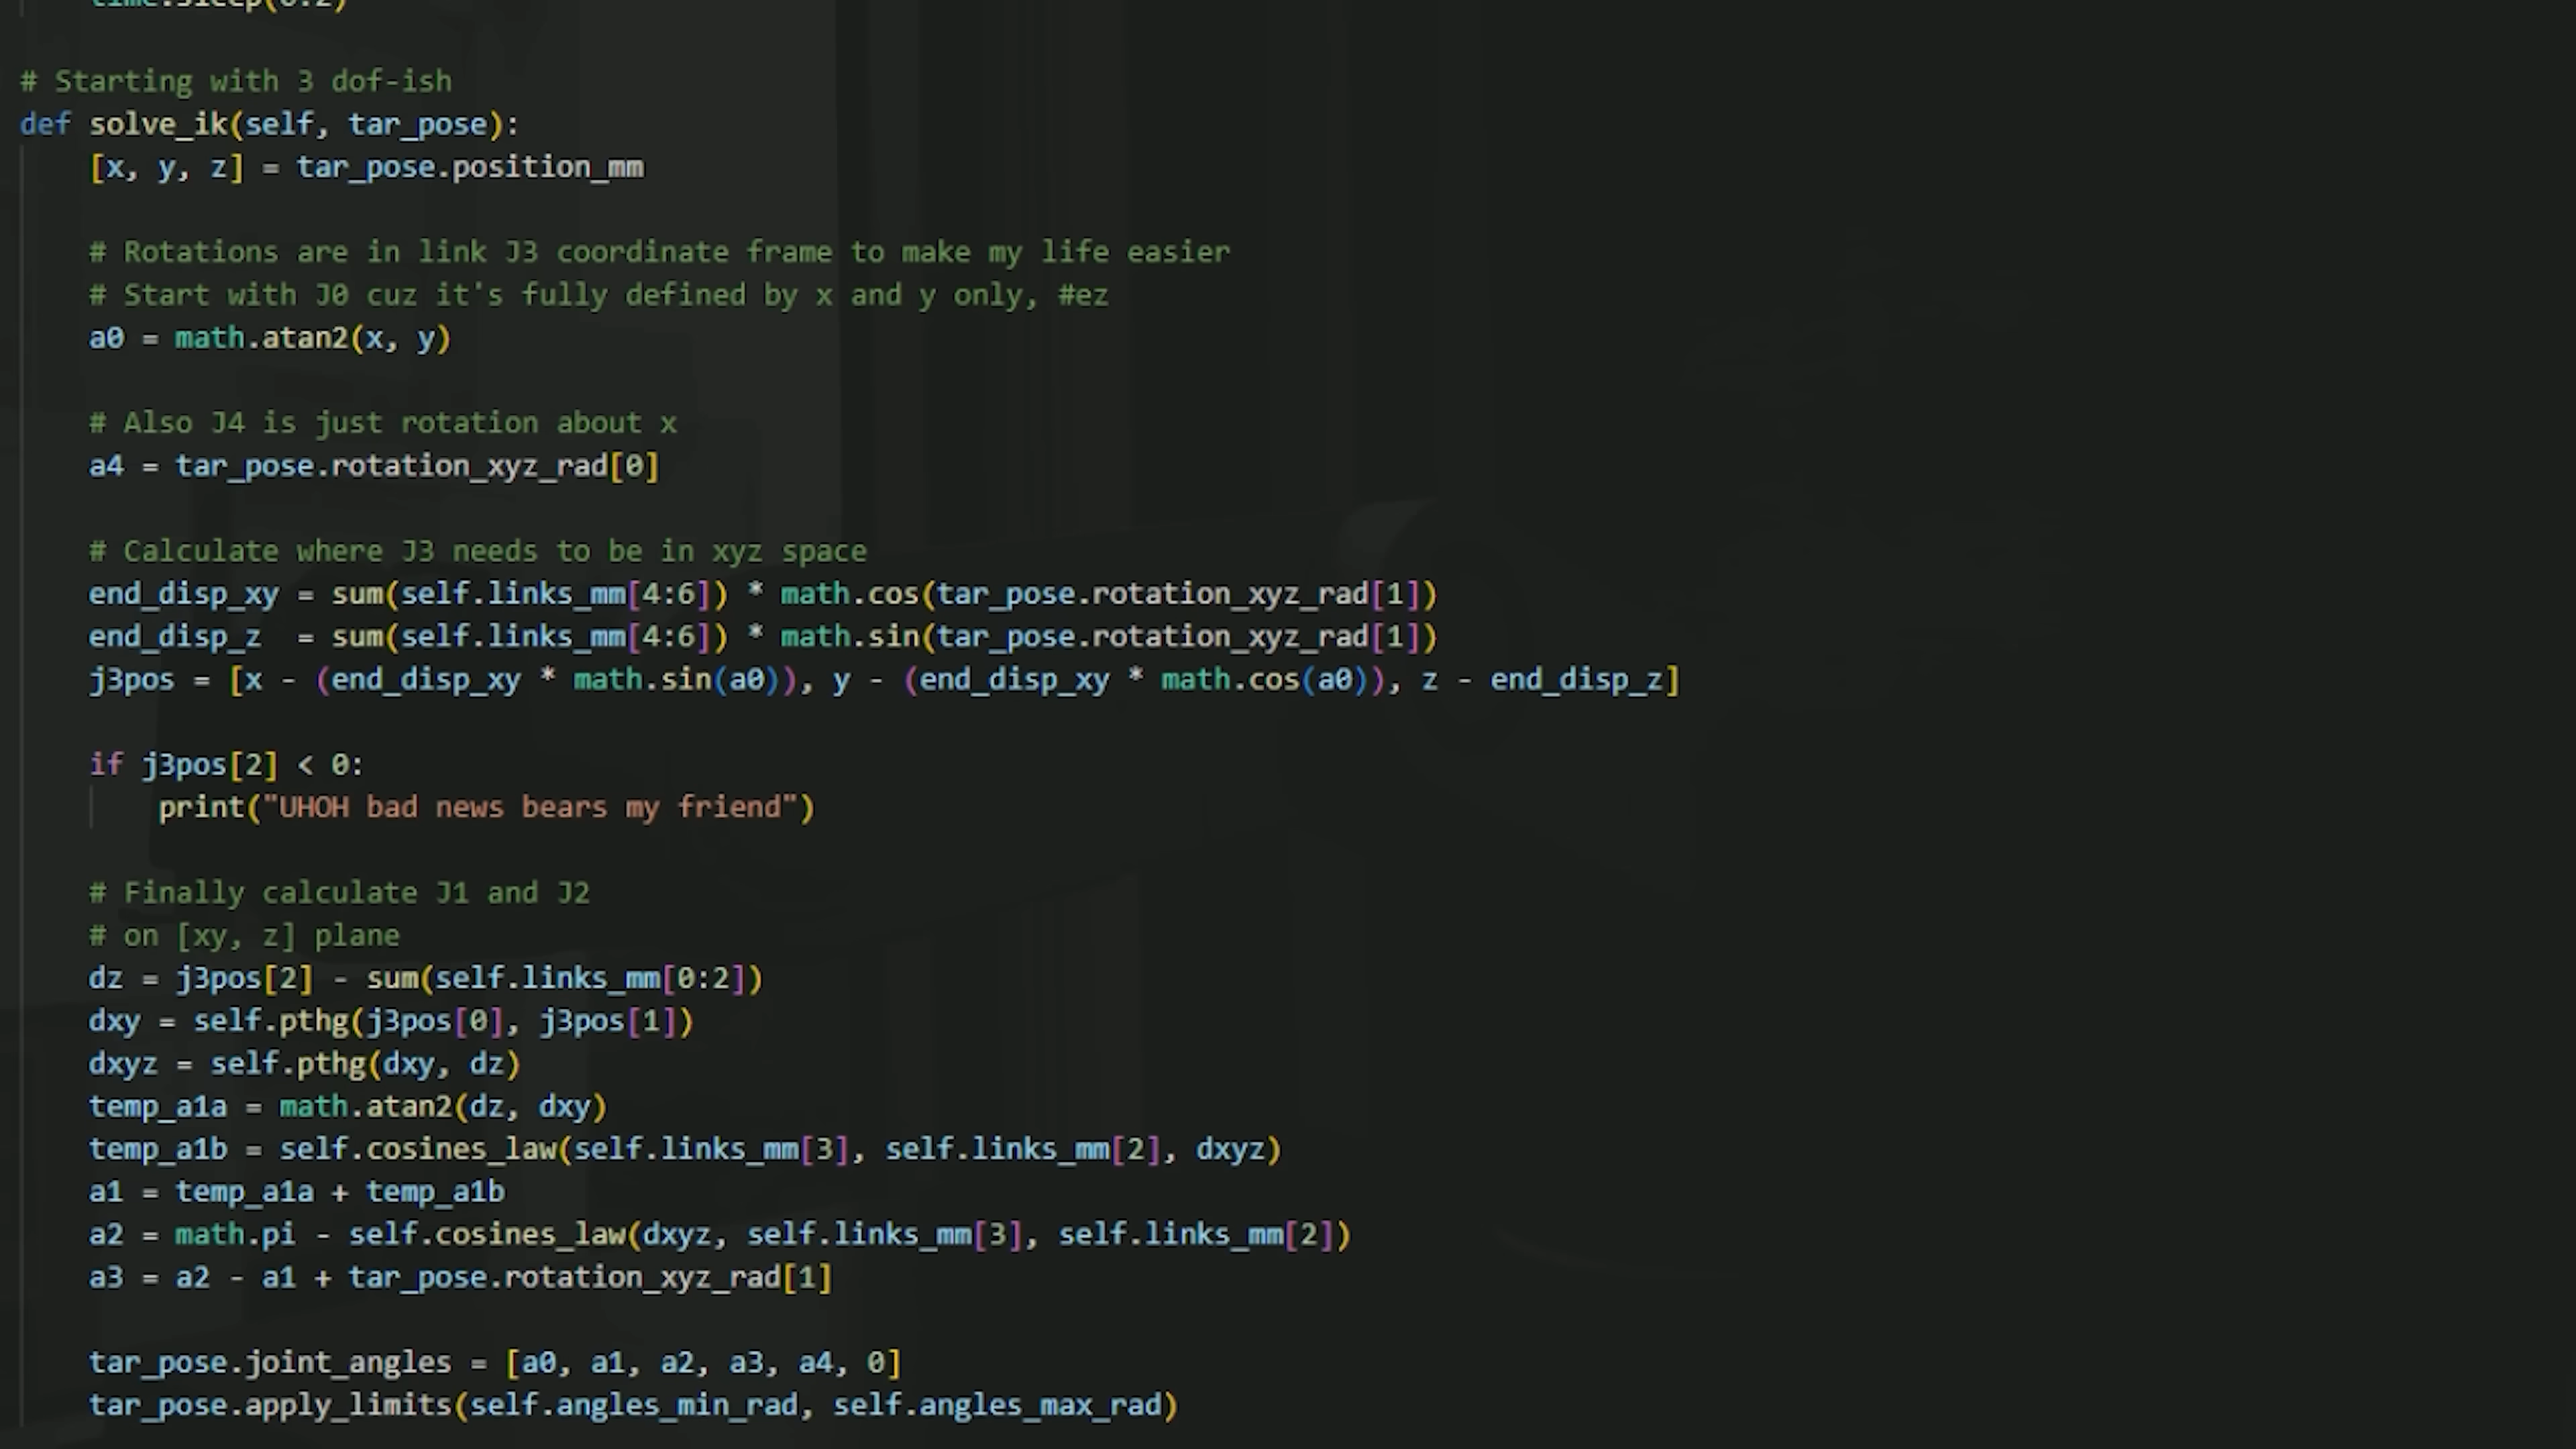 time.sleep(0.2)
# Starting with 3 dof-ish
def solve_ik(self, tar_pose):
[x, y, z] = tar_pose.position_mm
# Rotations are in link J3 coordinate frame to make my life easier
# Start with J0 cuz it's fully defined by x and y only, #ez
a0 = math.atan2(x, y)
# Also J4 is just rotation about x
a4 = tar_pose.rotation_xyz_rad[0]
# Calculate where J3 needs to be in xyz space
end_disp_xy = sum(self.links_mm[4:6]) * math.cos(tar_pose.rotation_xyz_rad[1])
end_disp_z  = sum(self.links_mm[4:6]) * math.sin(tar_pose.rotation_xyz_rad[1])
j3pos = [x - (end_disp_xy * math.sin(a0)), y - (end_disp_xy * math.cos(a0)), z - end_disp_z]
if j3pos[2] < 0:
print("UHOH bad news bears my friend")
# Finally calculate J1 and J2
# on [xy, z] plane
dz = j3pos[2] - sum(self.links_mm[0:2])
dxy = self.pthg(j3pos[0], j3pos[1])
dxyz = self.pthg(dxy, dz)
temp_a1a = math.atan2(dz, dxy)
temp_a1b = self.cosines_law(self.links_mm[3], self.links_mm[2], dxyz)
a1 = temp_a1a + temp_a1b
a2 = math.pi - self.cosines_law(dxyz, self.links_mm[3], self.links_mm[2])
a3 = a2 - a1 + tar_pose.rotation_xyz_rad[1]
tar_pose.joint_angles = [a0, a1, a2, a3, a4, 0]
tar_pose.apply_limits(self.angles_min_rad, self.angles_max_rad)